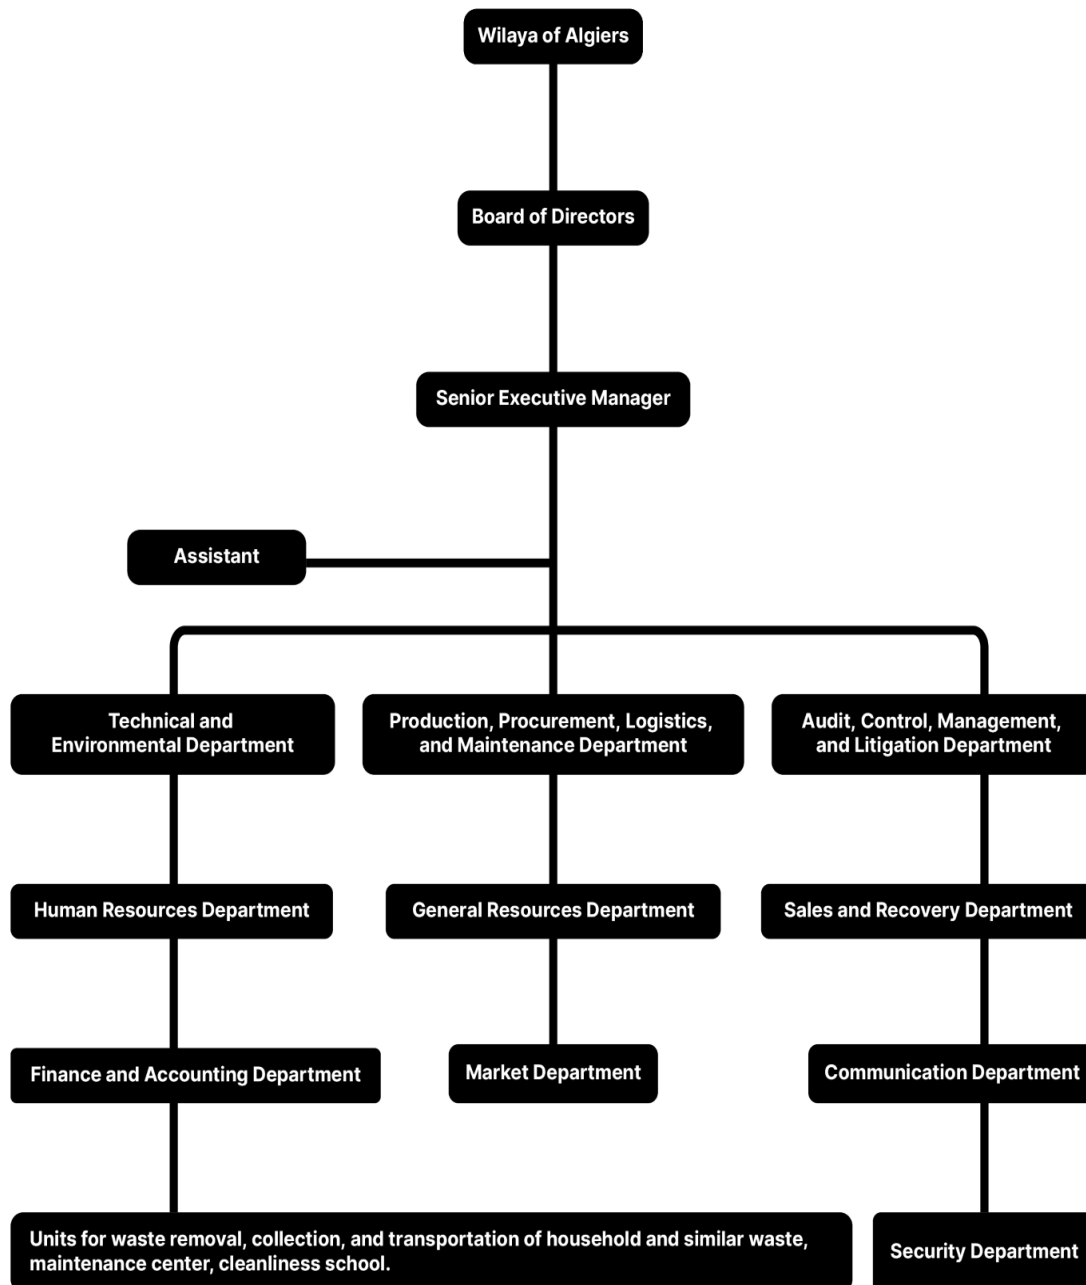 Wilaya of Algiers
Board of Directors
Senior Executive Manager
Assistant
Technical and
Environmental Department
Production, Procurement, Logistics,
and Maintenance Department
Audit, Control, Management,
and Litigation Department
Human Resources Department
General Resources Department
Sales and Recovery Department
Finance and Accounting Department
Market Department
Communication Department
Units for waste removal, collection, and transportation of household and similar waste,
maintenance center, cleanliness school.
Security Department